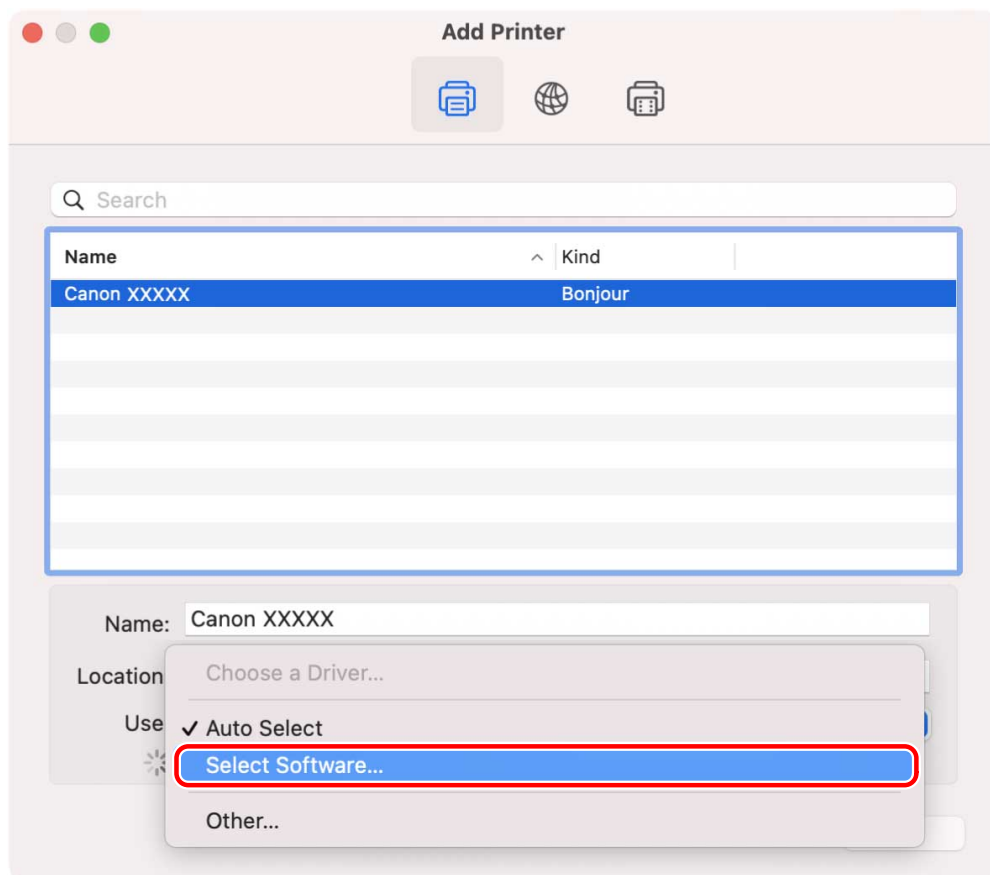 Add Printer
Search
Name Kind
Canon XXXXX Bonjour
Name: Canon XXXXX
Location
Choose a Driver...
Use
✓ Auto Select
Select Software...
Other...